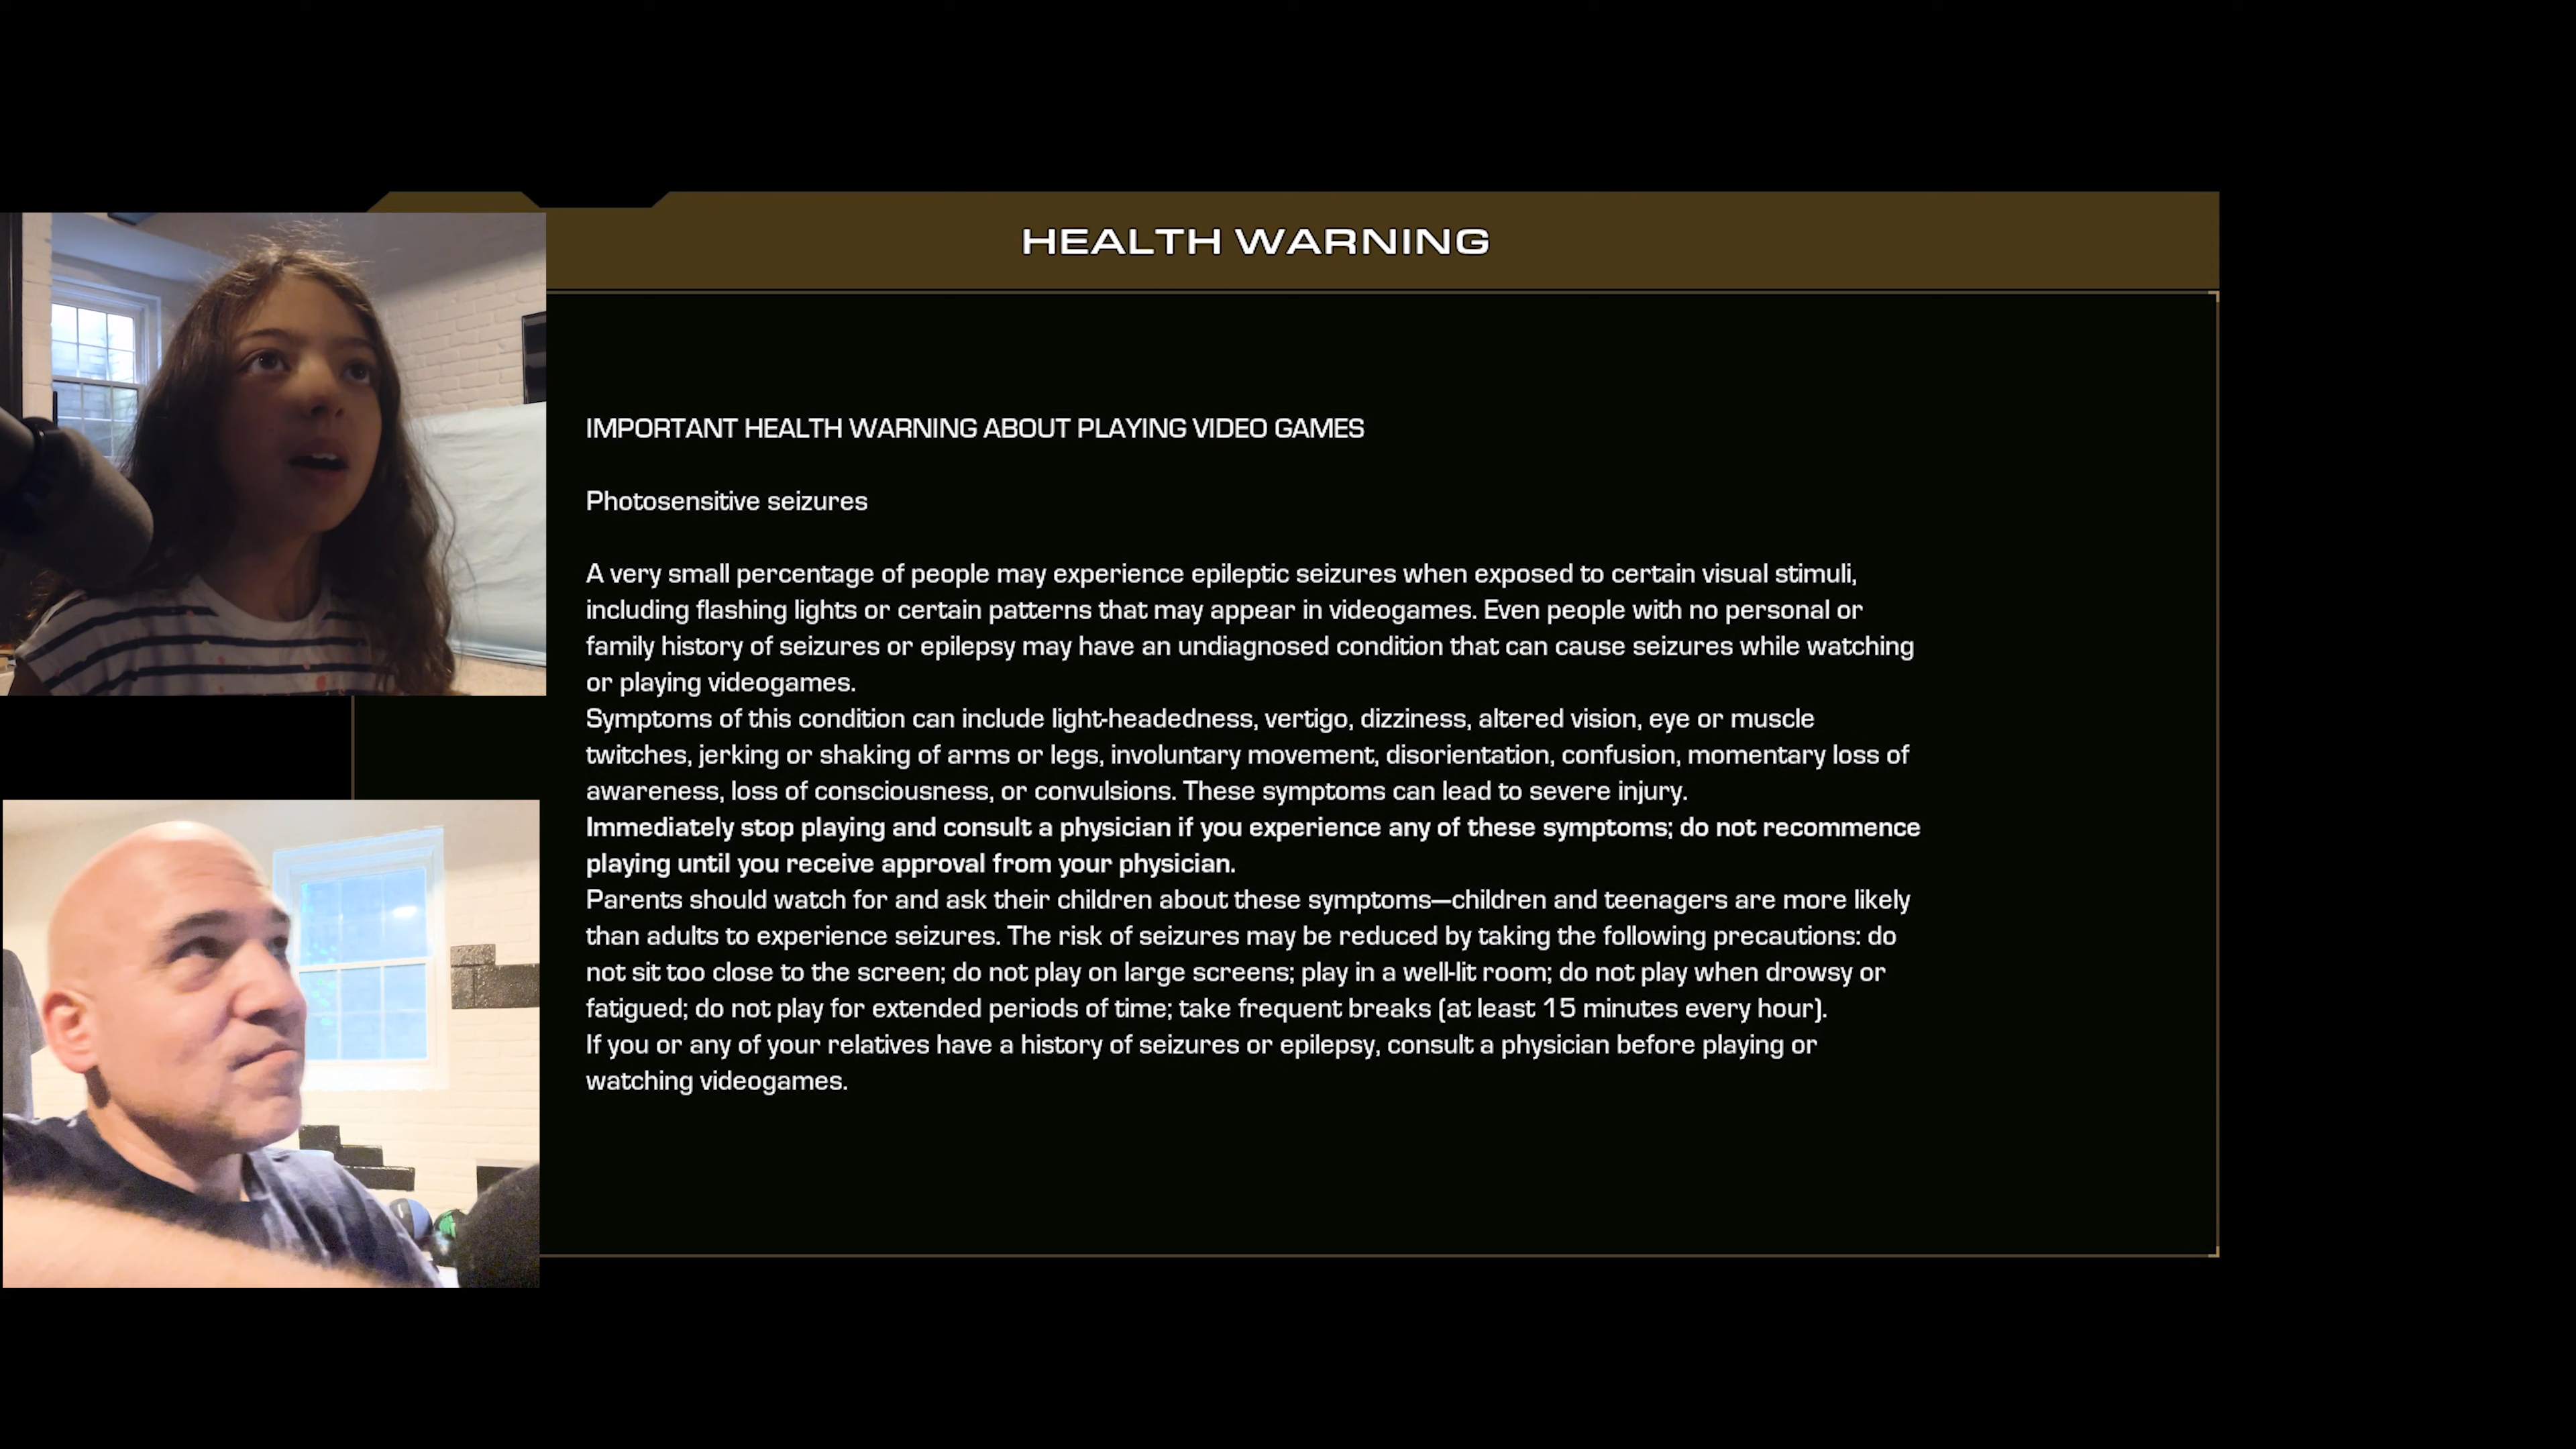 HEALTH WARNING
IMPORTANT HEALTH WARNING ABOUT PLAYING VIDEO GAMES
Photosensitive seizures
A very small percentage of people may experience epileptic seizures when exposed to certain visual stimuli,
including flashing lights or certain patterns that may appear in videogames. Even people with no personal or
family history of seizures or epilepsy may have an undiagnosed condition that can cause seizures while watching
or playing videogames.
Symptoms of this condition can include light-headedness, vertigo, dizziness, altered vision, eye or muscle
twitches, jerking or shaking of arms or legs, involuntary movement, disorientation, confusion, momentary loss of
awareness, loss of consciousness, or convulsions. These symptoms can lead to severe injury.
Immediately stop playing and consult a physician if you experience any of these symptoms; do not recommence
playing until you receive approval from your physician.
Parents should watch for and ask their children about these symptoms—children and teenagers are more likely
than adults to experience seizures. The risk of seizures may be reduced by taking the following precautions: do
not sit too close to the screen; do not play on large screens; play in a well-lit room; do not play when drowsy or
fatigued; do not play for extended periods of time; take frequent breaks (at least 15 minutes every hour).
If you or any of your relatives have a history of seizures or epilepsy, consult a physician before playing or
watching videogames.